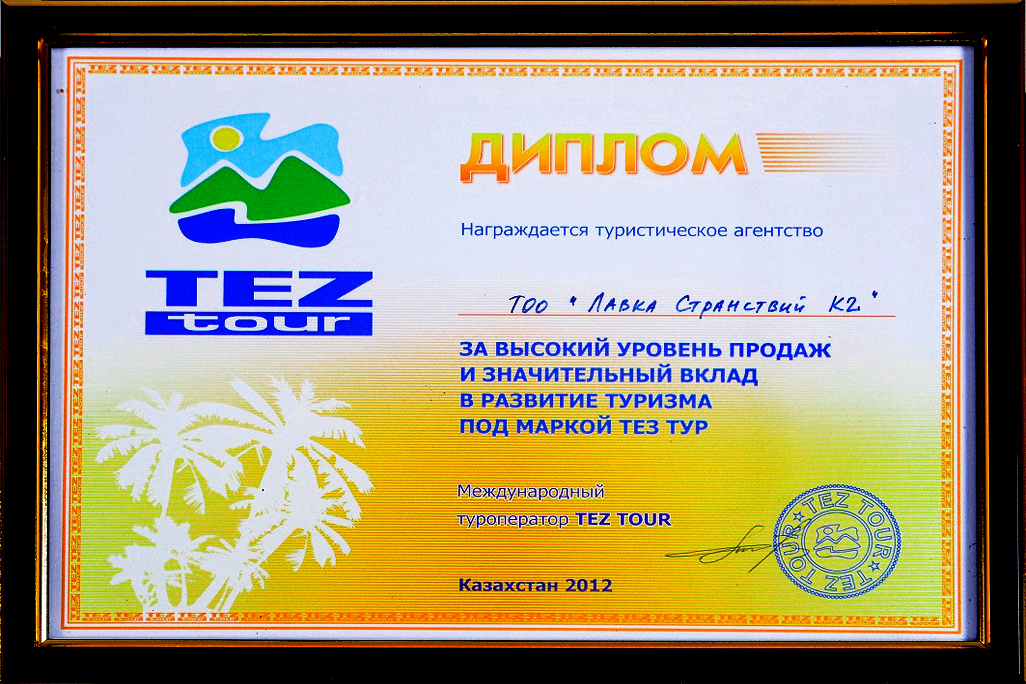 TEZ
tour
ДИПЛОМ
Награждается туристическое агентство
ТОО "Лавка Странствий К2"
ЗА ВЫСОКИЙ УРОВЕНЬ ПРОДАЖ
И ЗНАЧИТЕЛЬНЫЙ ВКЛАД
В РАЗВИТИЕ ТУРИЗМА
ПОД МАРКОЙ ТЕЗ ТУР
Международный
туроператор TEZ TOUR
Казахстан 2012
TEZ TOUR ★ TEZ TOUR ★